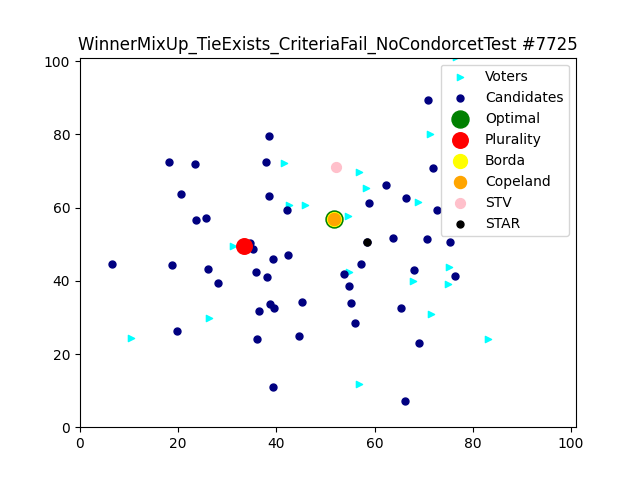 WinnerMixUp_TieExists_CriteriaFail_NoCondorcetTest #7725
100
80
60
40
20
0
0 20 40 60 80 100
Voters
Candidates
Optimal
Plurality
Borda
Copeland
STV
STAR